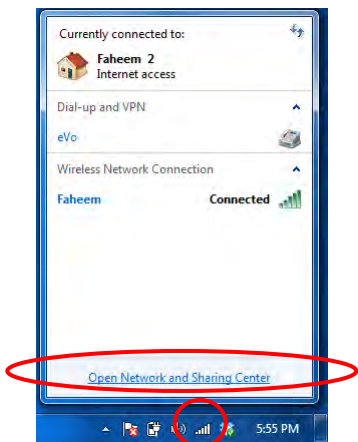 Currently connected to:
Faheem 2
Internet access
Dial-up and VPN
eVo
Wireless Network Connection
Faheem Connected
Open Network and Sharing Center
5:55 PM